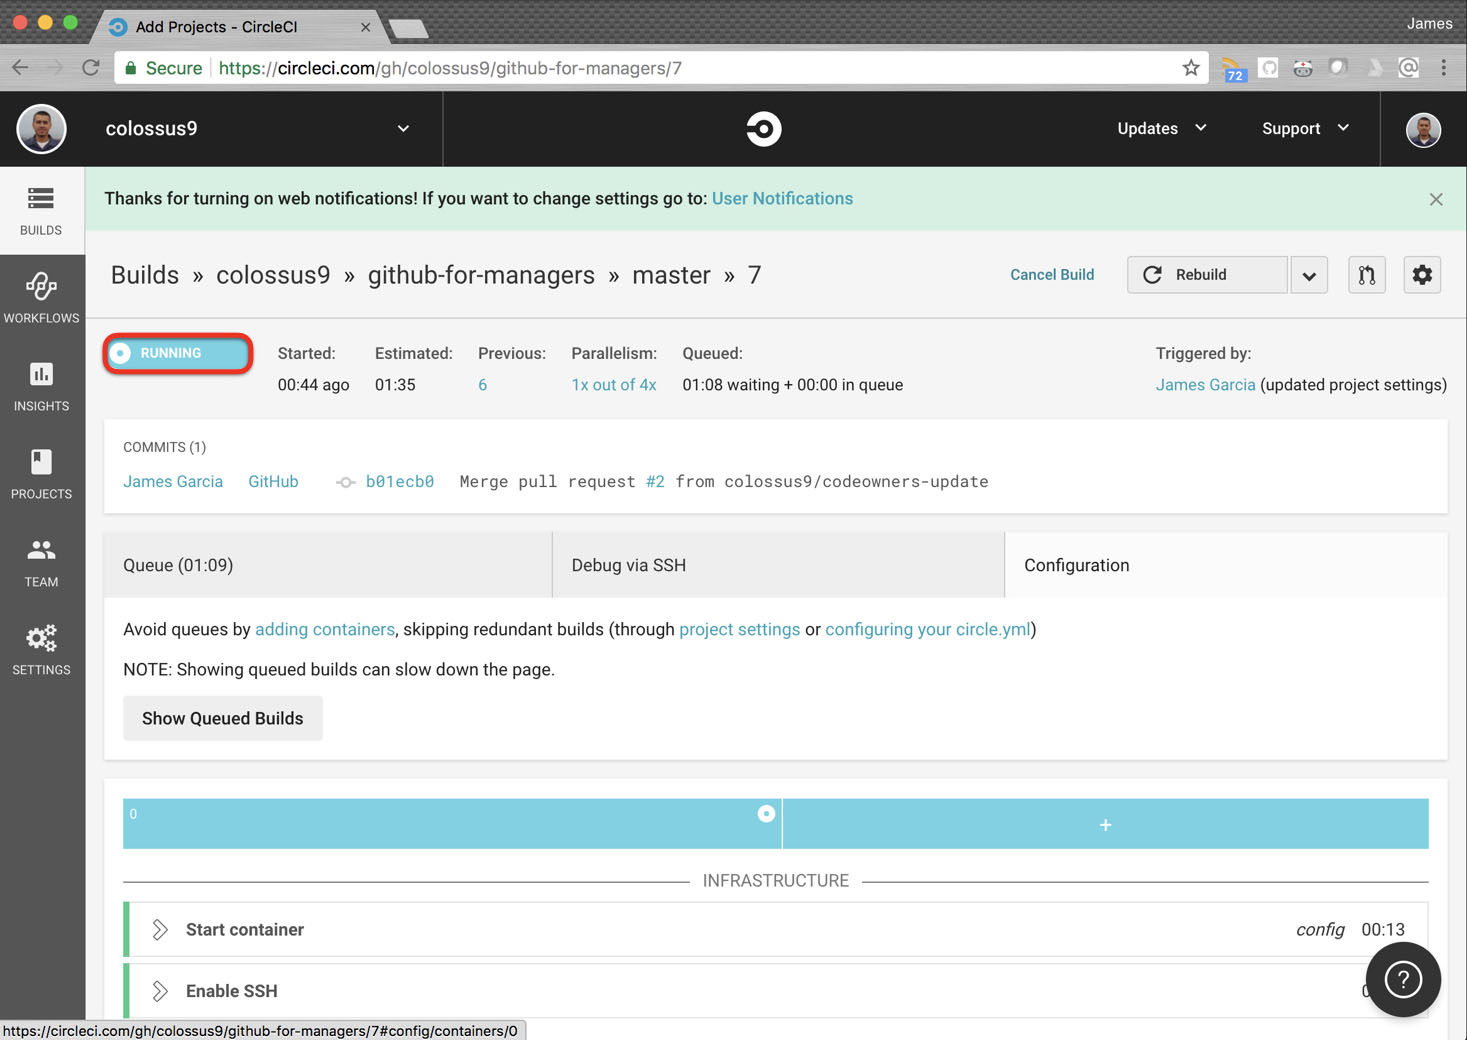 Add Projects - CircleCI
James
Secure https://circleci.com/gh/colossus9/github-for-managers/7
72
colossus9
Updates
Support
BUILDS
WORKFLOWS
INSIGHTS
PROJECTS
TEAM
SETTINGS
Thanks for turning on web notifications! If you want to change settings go to: User Notifications
Builds » colossus9 » github-for-managers » master » 7
Cancel Build
Rebuild
RUNNING
Started:
00:44 ago
Estimated:
01:35
Previous:
6
Parallelism:
1x out of 4x
Queued:
01:08 waiting + 00:00 in queue
Triggered by:
James Garcia (updated project settings)
COMMITS (1)
James Garcia GitHub b01ecb0 Merge pull request #2 from colossus9/codeowners-update
Queue (01:09)
Debug via SSH
Configuration
Avoid queues by adding containers, skipping redundant builds (through project settings or configuring your circle.yml)
NOTE: Showing queued builds can slow down the page.
Show Queued Builds
0
+
INFRASTRUCTURE
Start container config 00:13
Enable SSH
?
https://circleci.com/gh/colossus9/github-for-managers/7#config/containers/0